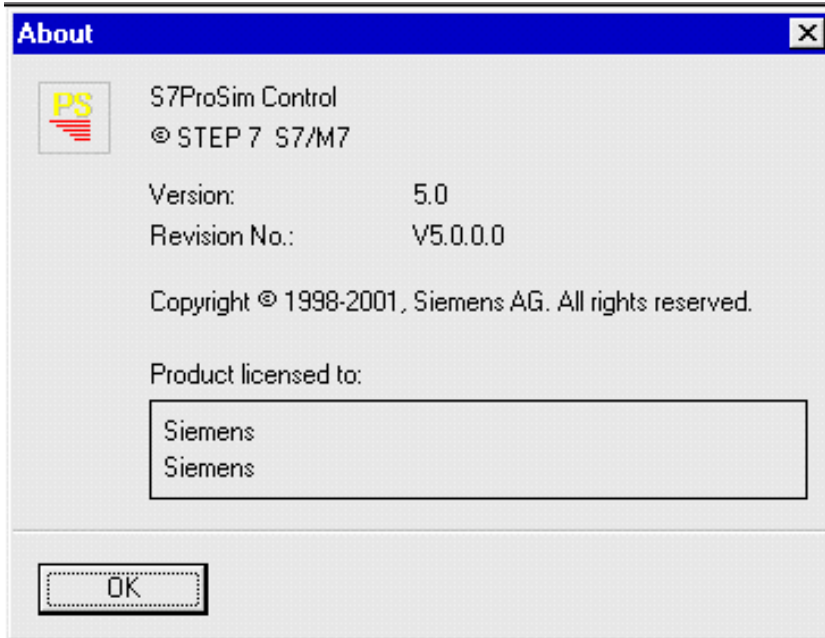 About
PS
S7ProSim Control
© STEP 7 S7/M7
Version: 5.0
Revision No.: V5.0.0.0
Copyright © 1998-2001, Siemens AG. All rights reserved.
Product licensed to:
Siemens
Siemens
OK